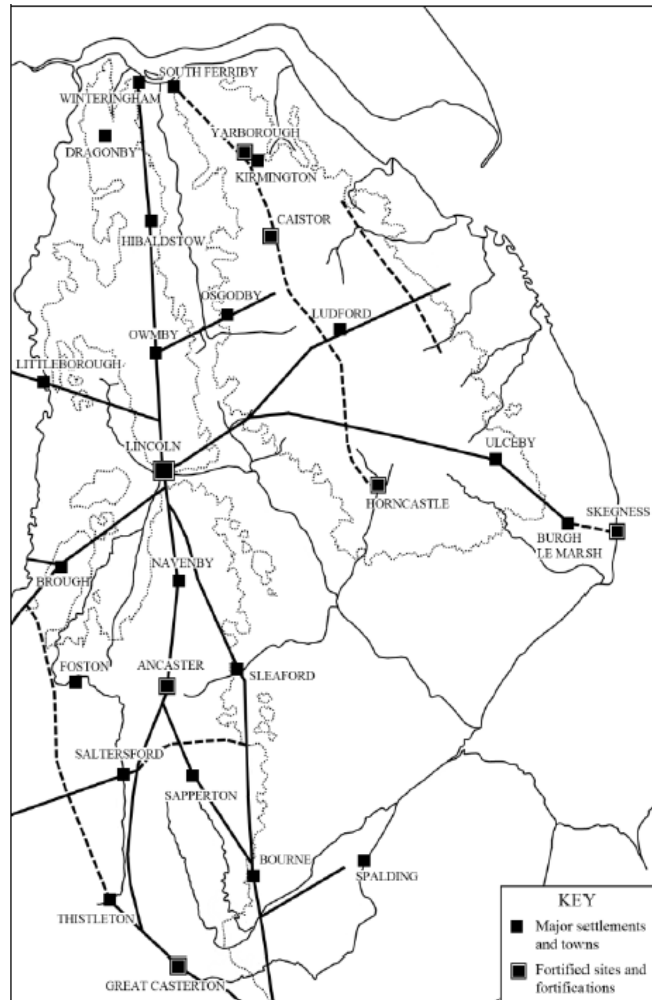 SOUTH FERRIBY
WINTERINGHAM
YARBOROUGH
DRAGONBY
KIRMINGTON
CAISTOR
HIBALDSTOW
OSGODBY
LUDFORD
OWMBY
LITTLEBOROUGH
LINCOLN
ULCEBY
HORNCASTLE
SKEGNESS
BURGH
LE MARSH
BROUGH
NAVENBY
FOSTON
ANCASTER
SLEAFORD
SALTERSFORD
SAPPERTON
BOURNE
SPALDING
THISTLETON
GREAT CASTERTON
KEY
Major settlements
and towns
Fortified sites and
fortifications